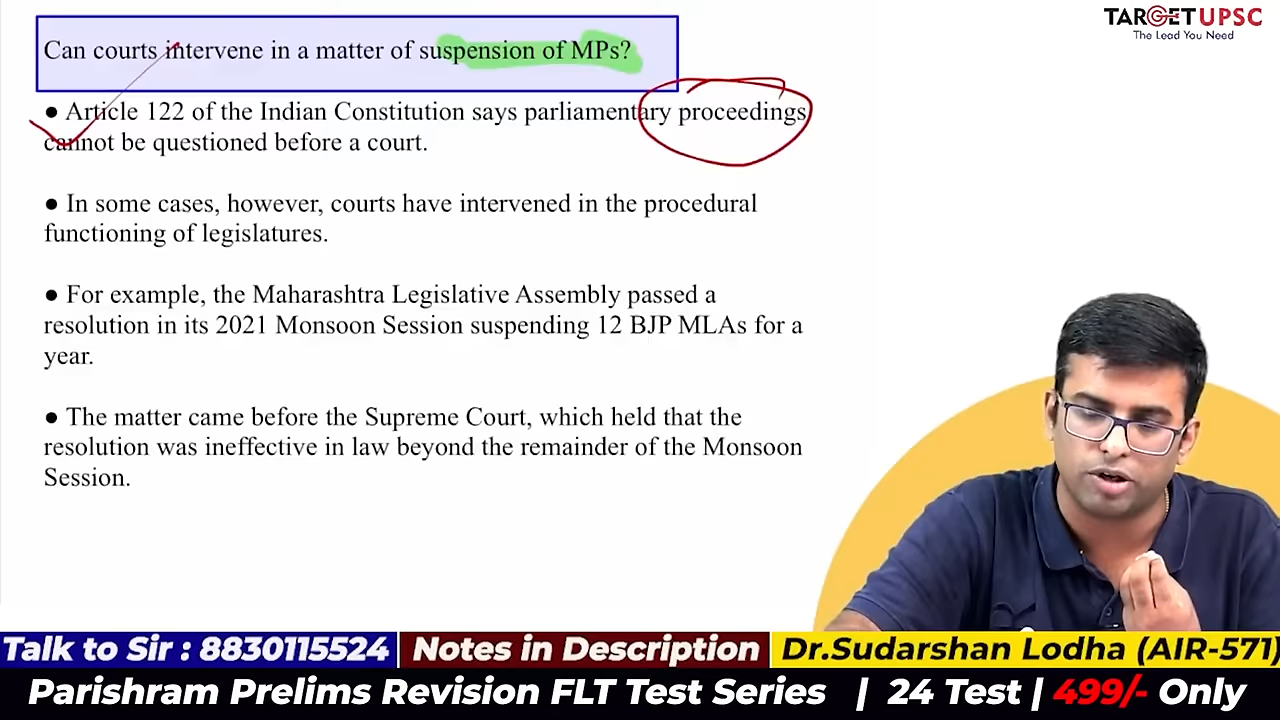 TARGET UPSC
The Lead You Need
Can courts intervene in a matter of suspension of MPs?
● Article 122 of the Indian Constitution says parliamentary proceedings
cannot be questioned before a court.
● In some cases, however, courts have intervened in the procedural
functioning of legislatures.
● For example, the Maharashtra Legislative Assembly passed a
resolution in its 2021 Monsoon Session suspending 12 BJP MLAs for a
year.
● The matter came before the Supreme Court, which held that the
resolution was ineffective in law beyond the remainder of the Monsoon
Session.
Talk to Sir : 8830115524
Notes in Description
Dr.Sudarshan Lodha (AIR-571)
Parishram Prelims Revision FLT Test Series | 24 Test | 499/- Only